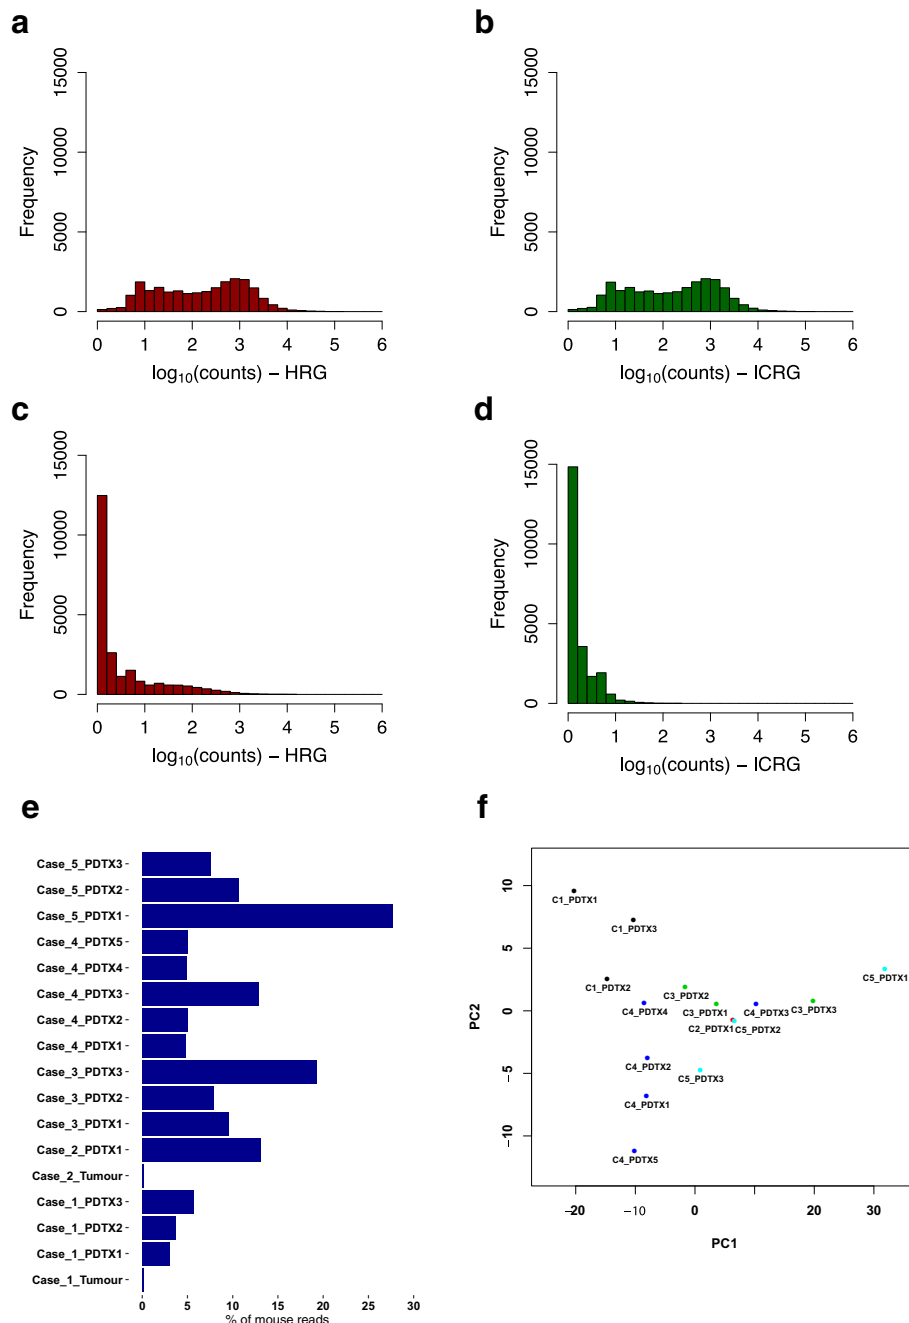 a
b
15000
10000
5000
0
Frequency
0 1 2 3 4 5 6
log10(counts) – HRG
15000
10000
5000
0
Frequency
0 1 2 3 4 5 6
log10(counts) – ICRG
c
d
15000
10000
5000
0
Frequency
0 1 2 3 4 5 6
log10(counts) – HRG
15000
10000
5000
0
Frequency
0 1 2 3 4 5 6
log10(counts) – ICRG
e
Case_5_PDTX3
Case_5_PDTX2
Case_5_PDTX1
Case_4_PDTX5
Case_4_PDTX4
Case_4_PDTX3
Case_4_PDTX2
Case_4_PDTX1
Case_3_PDTX3
Case_3_PDTX2
Case_3_PDTX1
Case_2_PDTX1
Case_2_Tumour
Case_1_PDTX3
Case_1_PDTX2
Case_1_PDTX1
Case_1_Tumour
0 5 10 15 20 25 30
% of mouse reads
f
10
5
0
−5
−10
PC2
C1_PDTX1
C1_PDTX3
C5_PDTX1
C1_PDTX2
C3_PDTX2
C4_PDTX4
C3_PDTX1
C4_PDTX3
C3_PDTX3
C2_PDTX1
C5_PDTX2
C4_PDTX2
C5_PDTX3
C4_PDTX1
C4_PDTX5
−20 −10 0 10 20 30
PC1